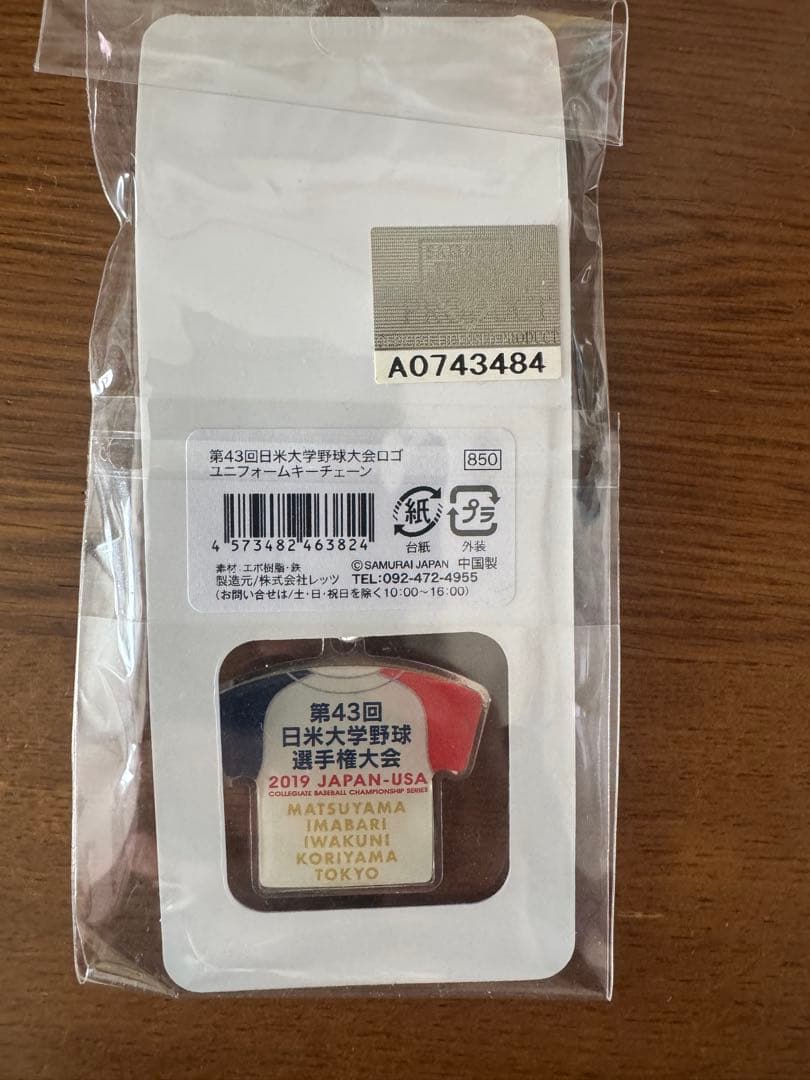 A0743484
第43回日米大学野球大会ロゴ
ユニフォームキーチェーン
850
紙
プラ
台紙
外装
4 573482 463824
素材:エポ樹脂・鉄
©SAMURAI JAPAN 中国製
製造元/株式会社レッツ TEL:092-472-4955
(お問い合せは/土・日・祝日を除く10:00～16:00)
第43回
日米大学野球
選手権大会
2019 JAPAN-USA
COLLEGIATE BASEBALL CHAMPIONSHIP SERIES
MATSUYAMA
IMABARI
IWAKUNI
KORIYAMA
TOKYO